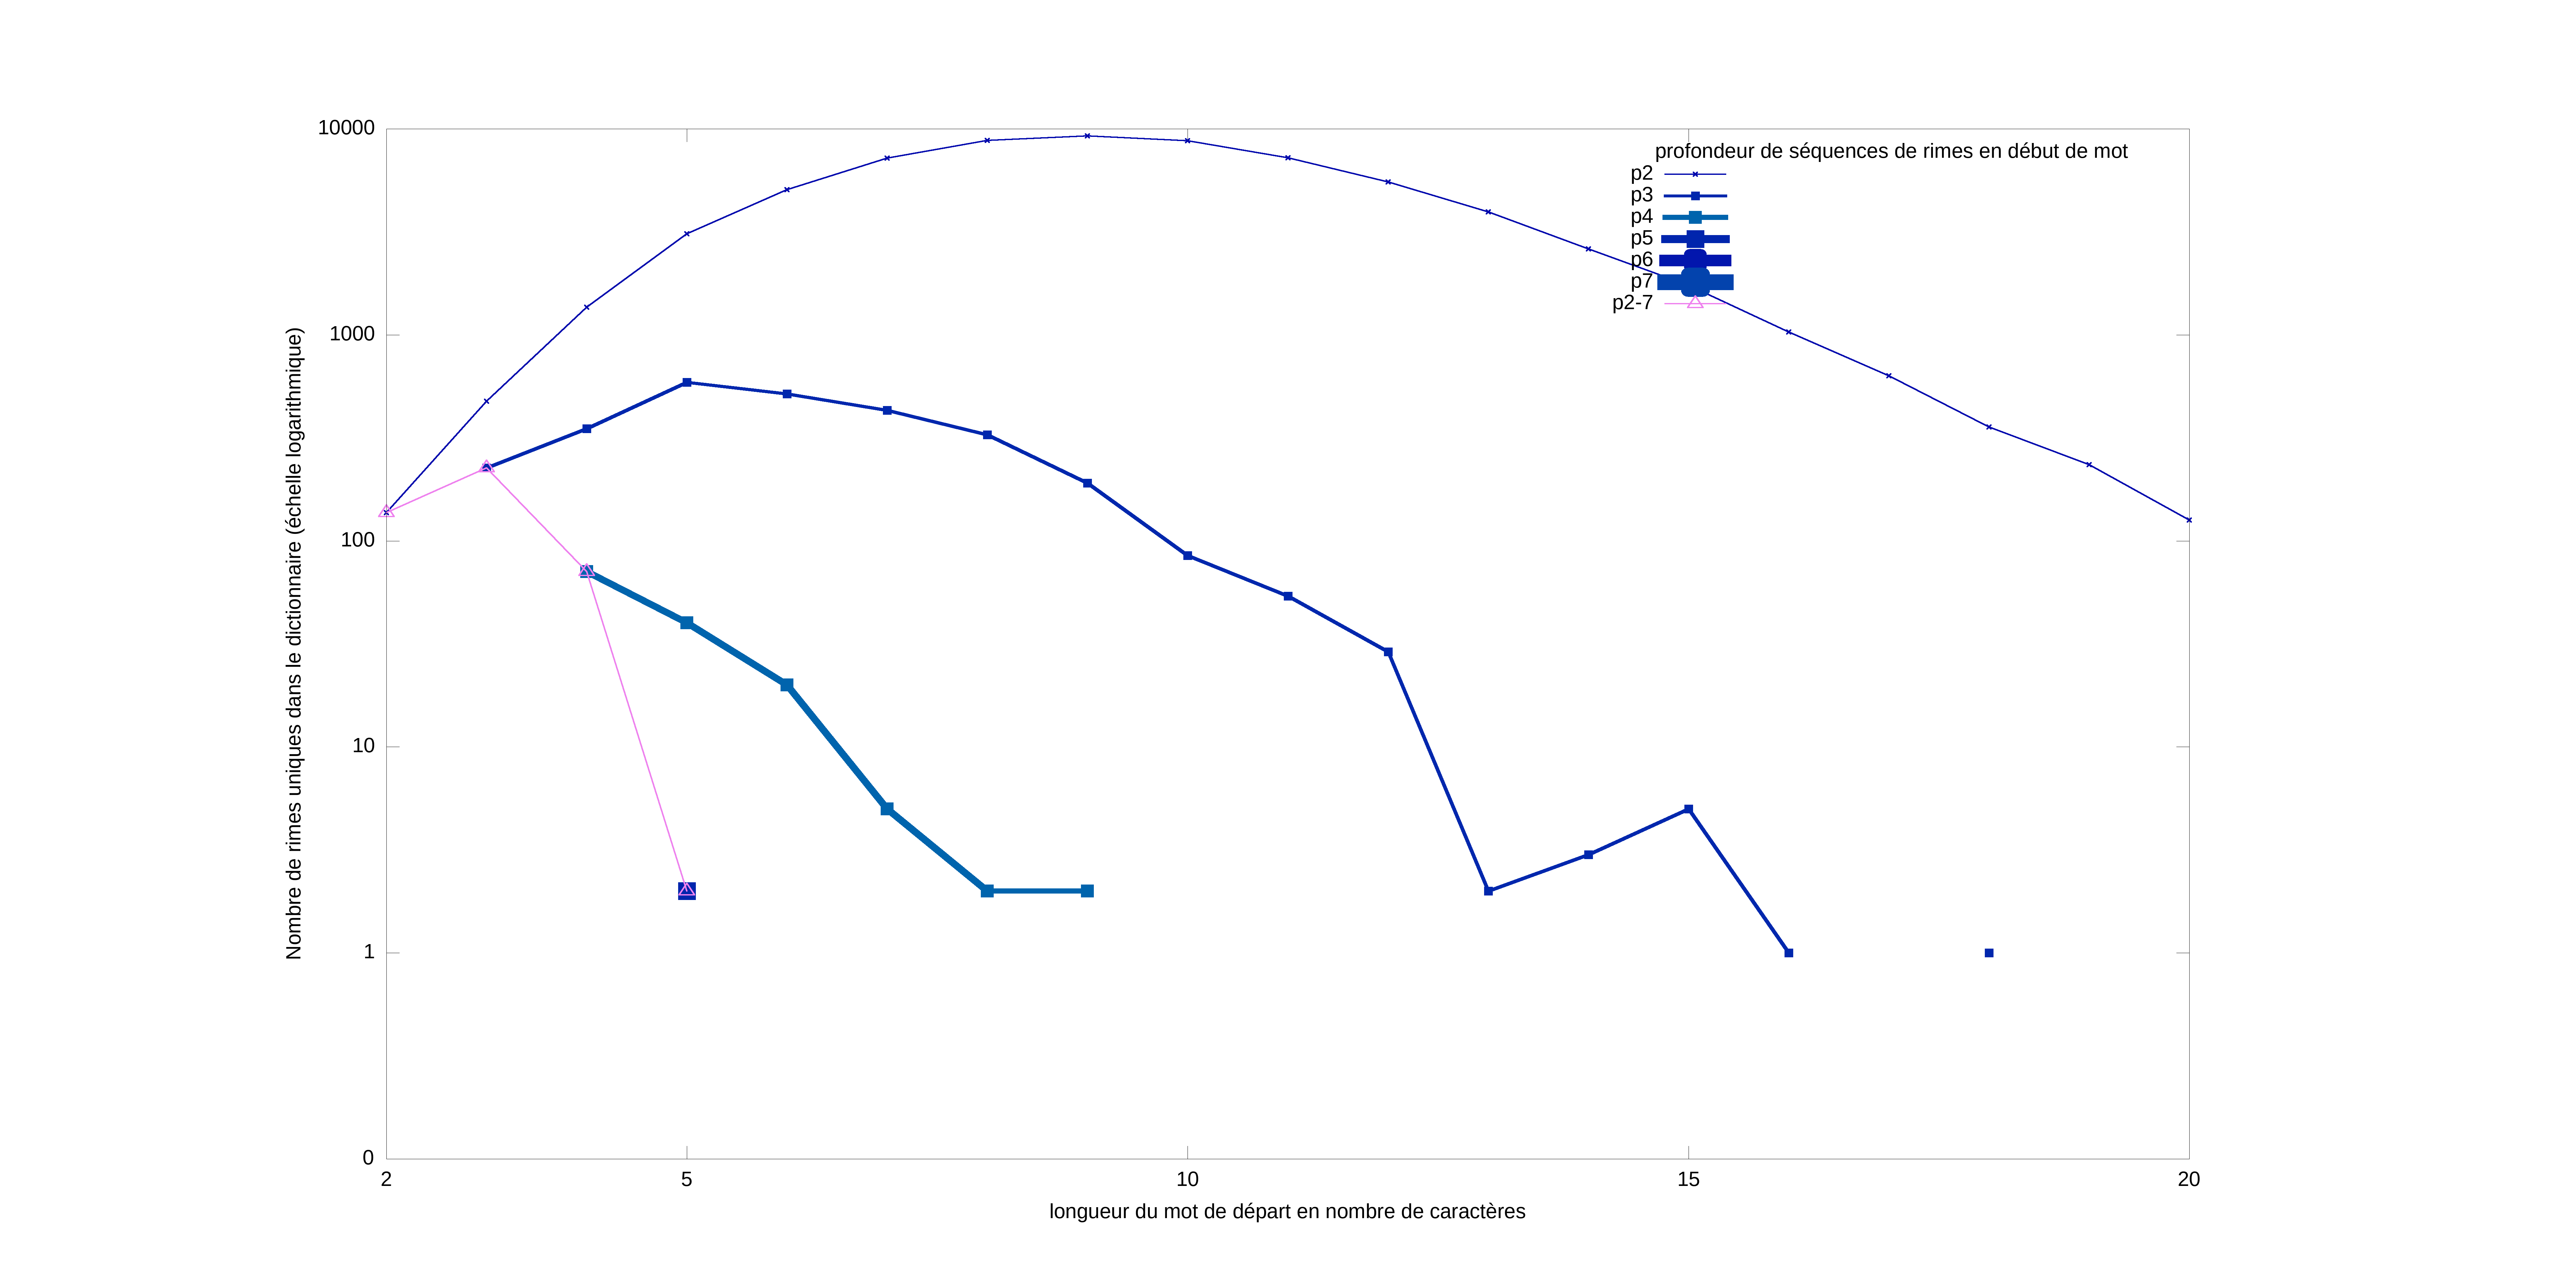 10000
1000
100
10
1
0
Nombre de rimes uniques dans le dictionnaire (échelle logarithmique)
profondeur de séquences de rimes en début de mot
p2
p3
p4
p5
p6
p7
p2-7
2 5 10 15 20
longueur du mot de départ en nombre de caractères